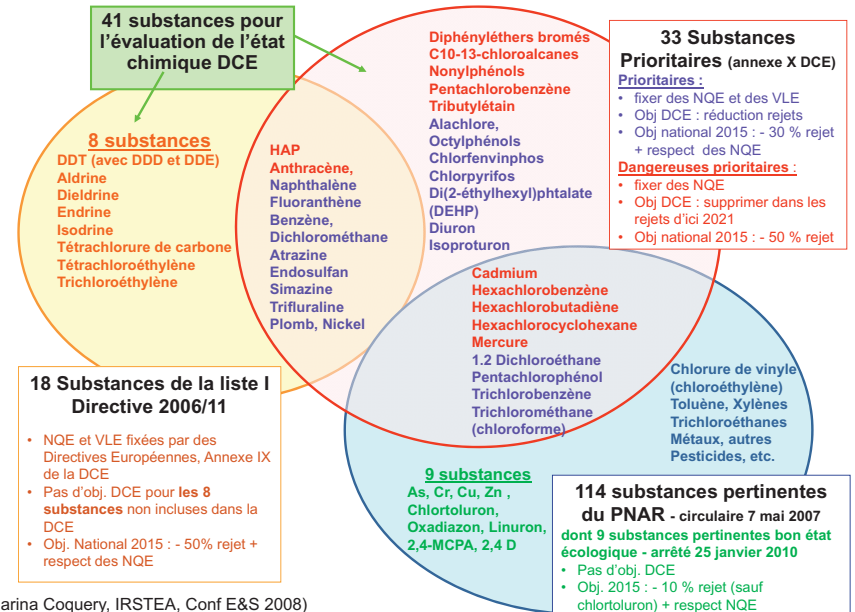 41 substances pour
l'évaluation de l'état
chimique DCE
8 substances
DDT (avec DDD et DDE)
Aldrine
Dieldrine
Endrine
Isodrine
Tétrachlorure de carbone
Tétrachloroéthylène
Trichloroéthylène
HAP
Anthracène,
Naphthalène
Fluoranthène
Benzène,
Dichlorométhane
Atrazine
Endosulfan
Simazine
Trifluraline
Plomb, Nickel
Diphényléthers bromés
C10-13-chloroalcanes
Nonylphénols
Pentachlorobenzène
Tributylétain
Alachlore,
Octylphénols
Chlorfenvinphos
Chlorpyrifos
Di(2-éthylhexyl)phtalate
(DEHP)
Diuron
Isoproturon
33 Substances
Prioritaires (annexe X DCE)
Prioritaires :
• fixer des NQE et des VLE
• Obj DCE : réduction rejets
• Obj national 2015 : - 30 % rejet
+ respect des NQE
Dangereuses prioritaires :
• fixer des NQE
• Obj DCE : supprimer dans les
rejets d'ici 2021
• Obj national 2015 : - 50 % rejet
Cadmium
Hexachlorobenzène
Hexachlorobutadiène
Hexachlorocyclohexane
Mercure
1.2 Dichloroéthane
Pentachlorophénol
Trichlorobenzène
Trichlorométhane
(chloroforme)
Chlorure de vinyle
(chloroéthylène)
Toluène, Xylènes
Trichloroéthanes
Métaux, autres
Pesticides, etc.
18 Substances de la liste I
Directive 2006/11
• NQE et VLE fixées par des
Directives Européennes, Annexe IX
de la DCE
• Pas d'obj. DCE pour les 8
substances non incluses dans la
DCE
• Obj. National 2015 : - 50% rejet +
respect des NQE
9 substances
As, Cr, Cu, Zn ,
Chlortoluron,
Oxadiazon, Linuron,
2,4-MCPA, 2,4 D
114 substances pertinentes
du PNAR - circulaire 7 mai 2007
dont 9 substances pertinentes bon état
écologique - arrêté 25 janvier 2010
• Pas d'obj. DCE
• Obj. 2015 : - 10 % rejet (sauf
chlortoluron) + respect NQE
arina Coquery, IRSTEA, Conf E&S 2008)